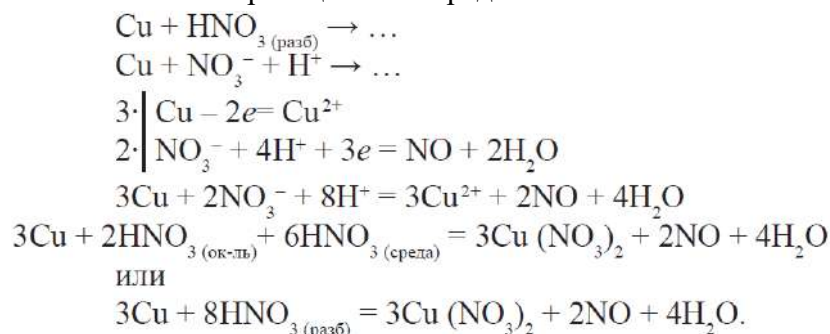 Cu + HNO₃ (разб) → …
Cu + NO₃⁻ + H⁺ → …
3·| Cu – 2e= Cu²⁺
2·| NO₃⁻ + 4H⁺ + 3e = NO + 2H₂O
3Cu + 2NO₃⁻ + 8H⁺ = 3Cu²⁺ + 2NO + 4H₂O
3Cu + 2HNO₃ (ок-ль) + 6HNO₃ (среда) = 3Cu (NO₃)₂ + 2NO + 4H₂O
или
3Cu + 8HNO₃ (разб) = 3Cu (NO₃)₂ + 2NO + 4H₂O.